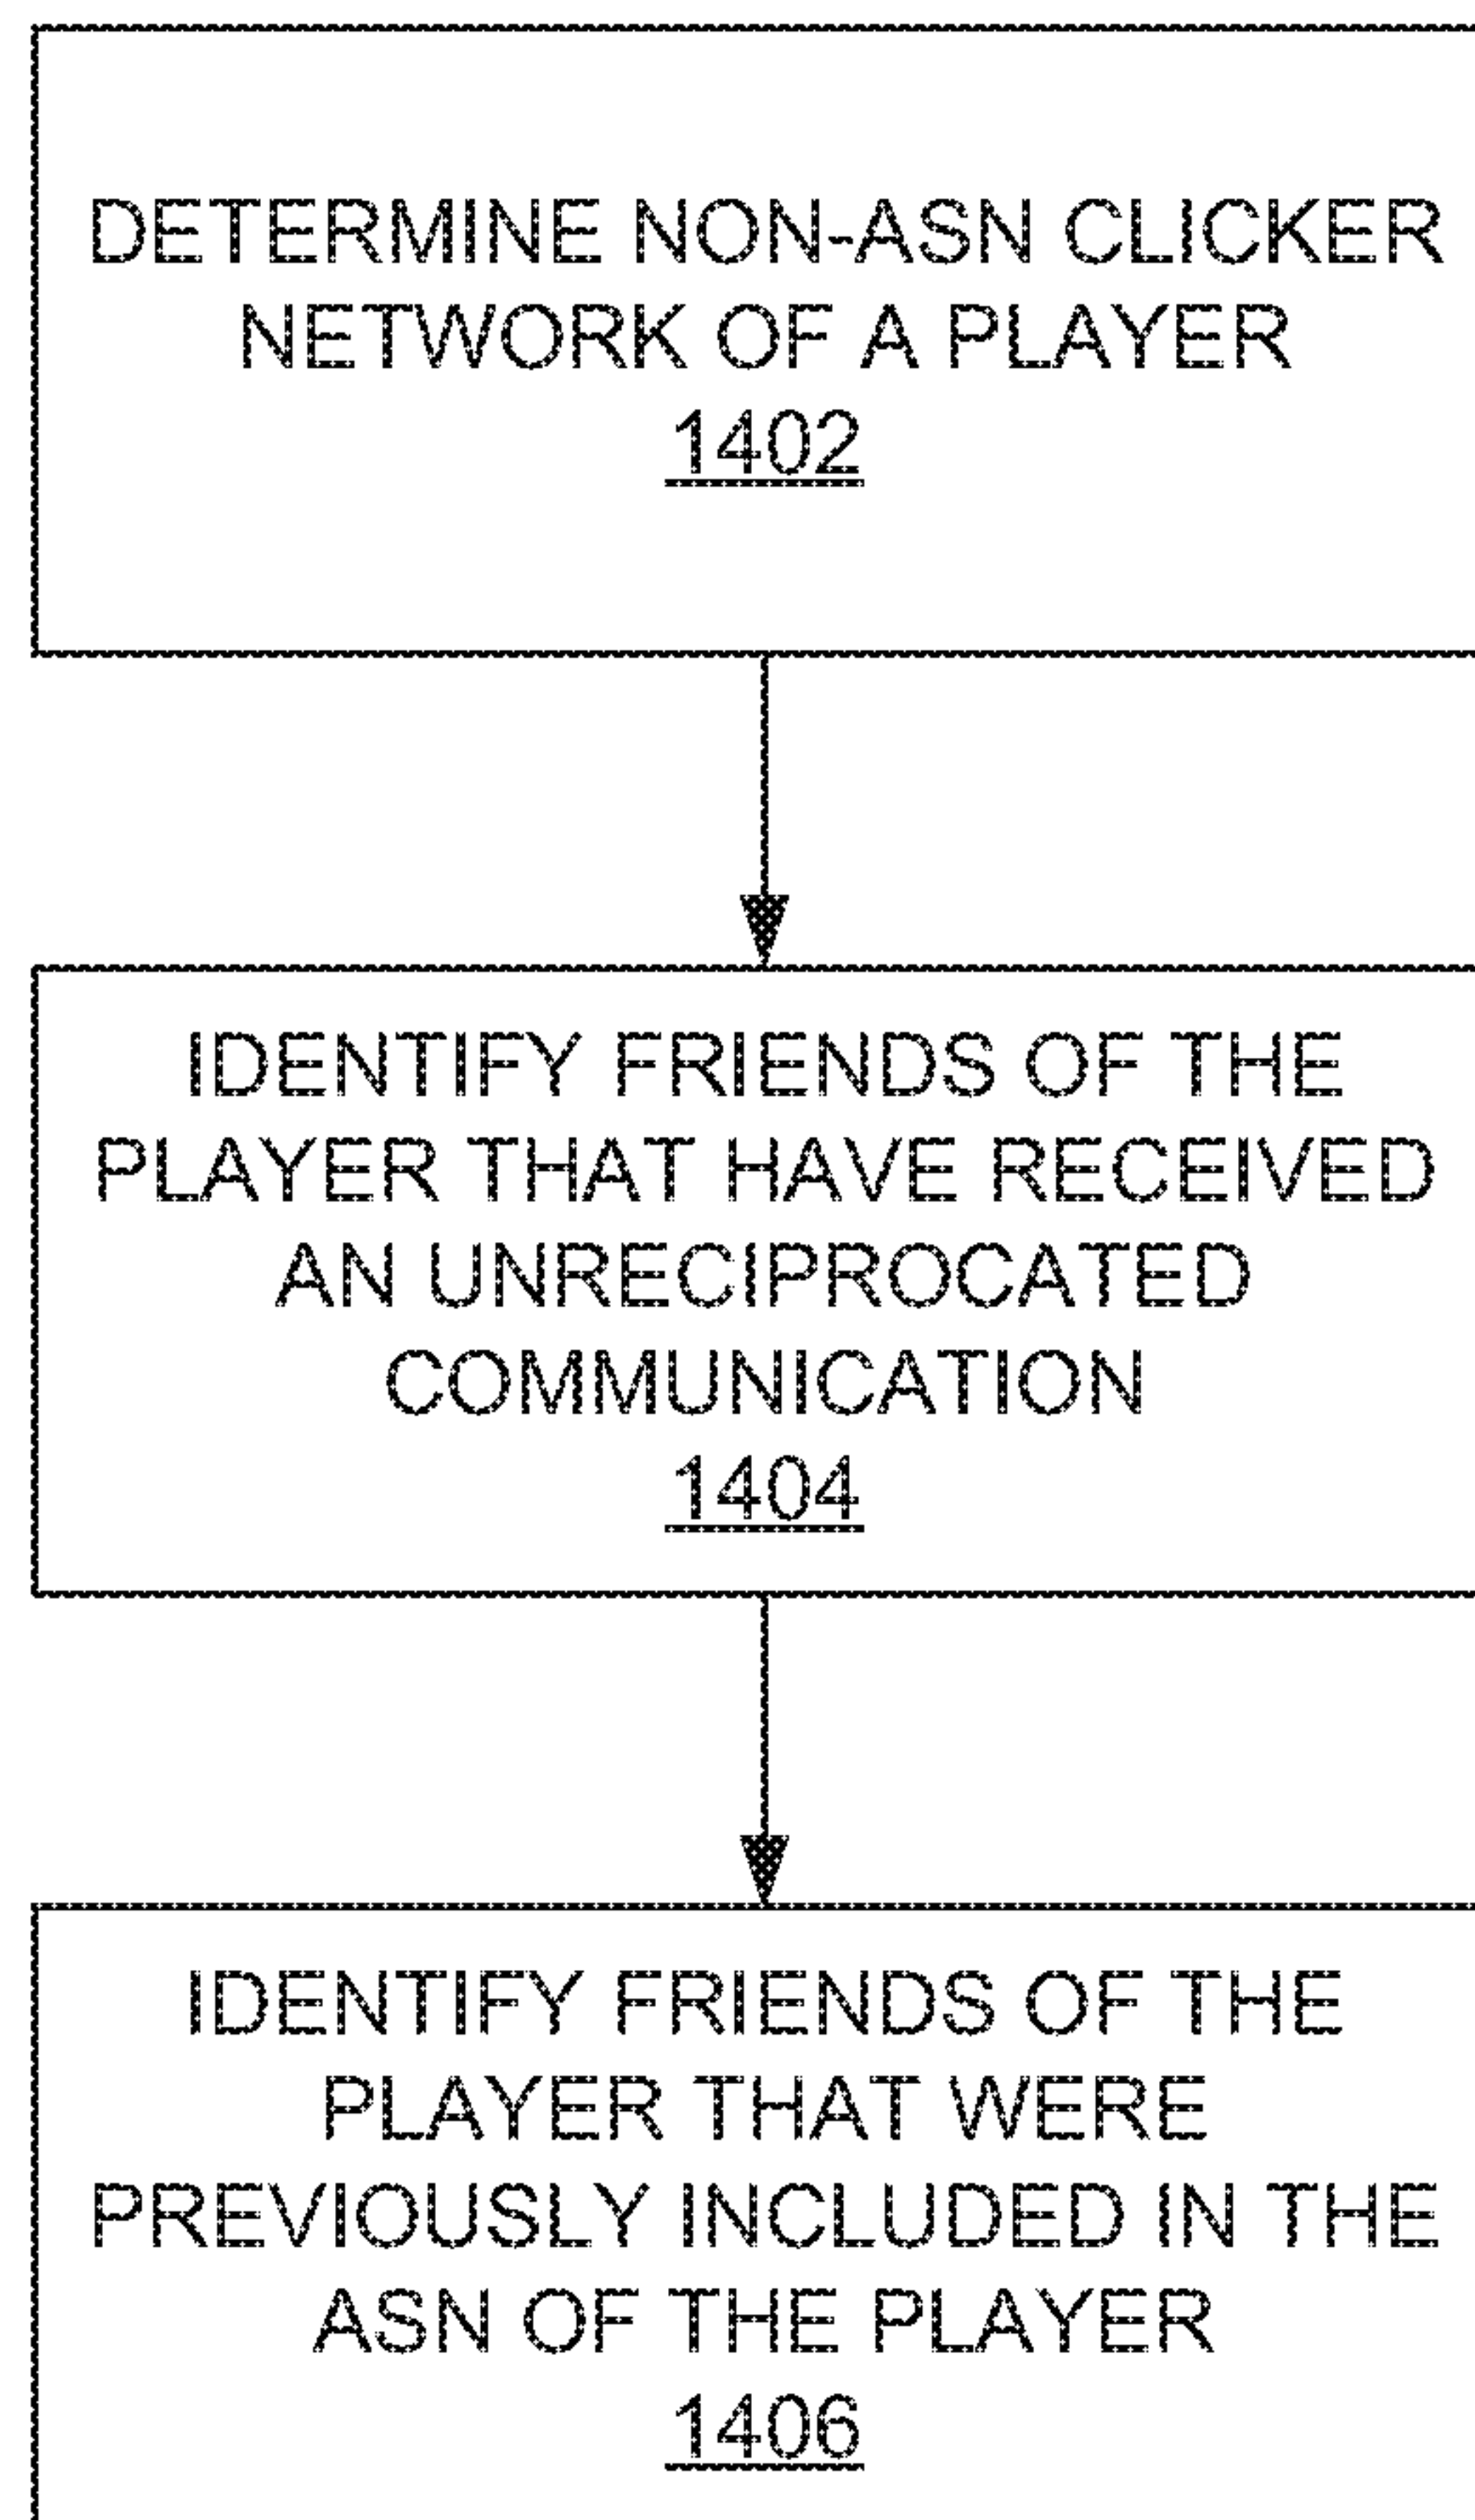 DETERMINE NON-ASN CLICKER
NETWORK OF A PLAYER
1402
IDENTIFY FRIENDS OF THE
PLAYER THAT HAVE RECEIVED
AN UNRECIPROCATED
COMMUNICATION
1404
IDENTIFY FRIENDS OF THE
PLAYER THAT WERE
PREVIOUSLY INCLUDED IN THE
ASN OF THE PLAYER
1406